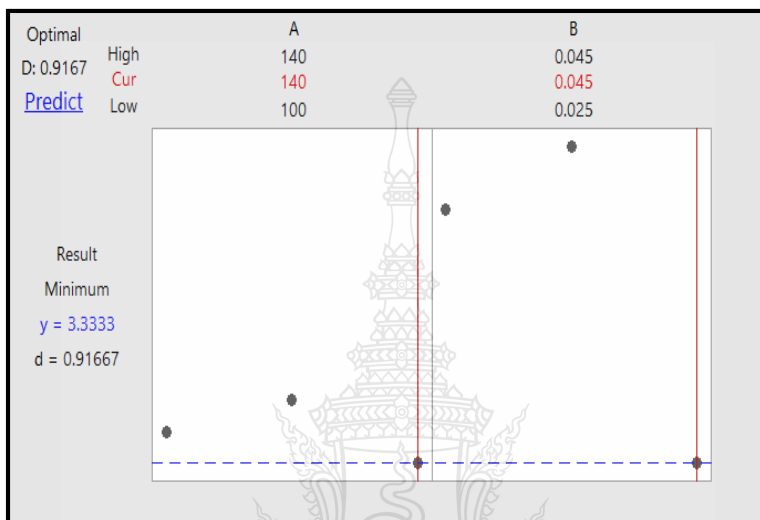 Optimal
D: 0.9167
Predict
High
Cur
Low
A
140
140
100
B
0.045
0.045
0.025
Result
Minimum
y = 3.3333
d = 0.91667